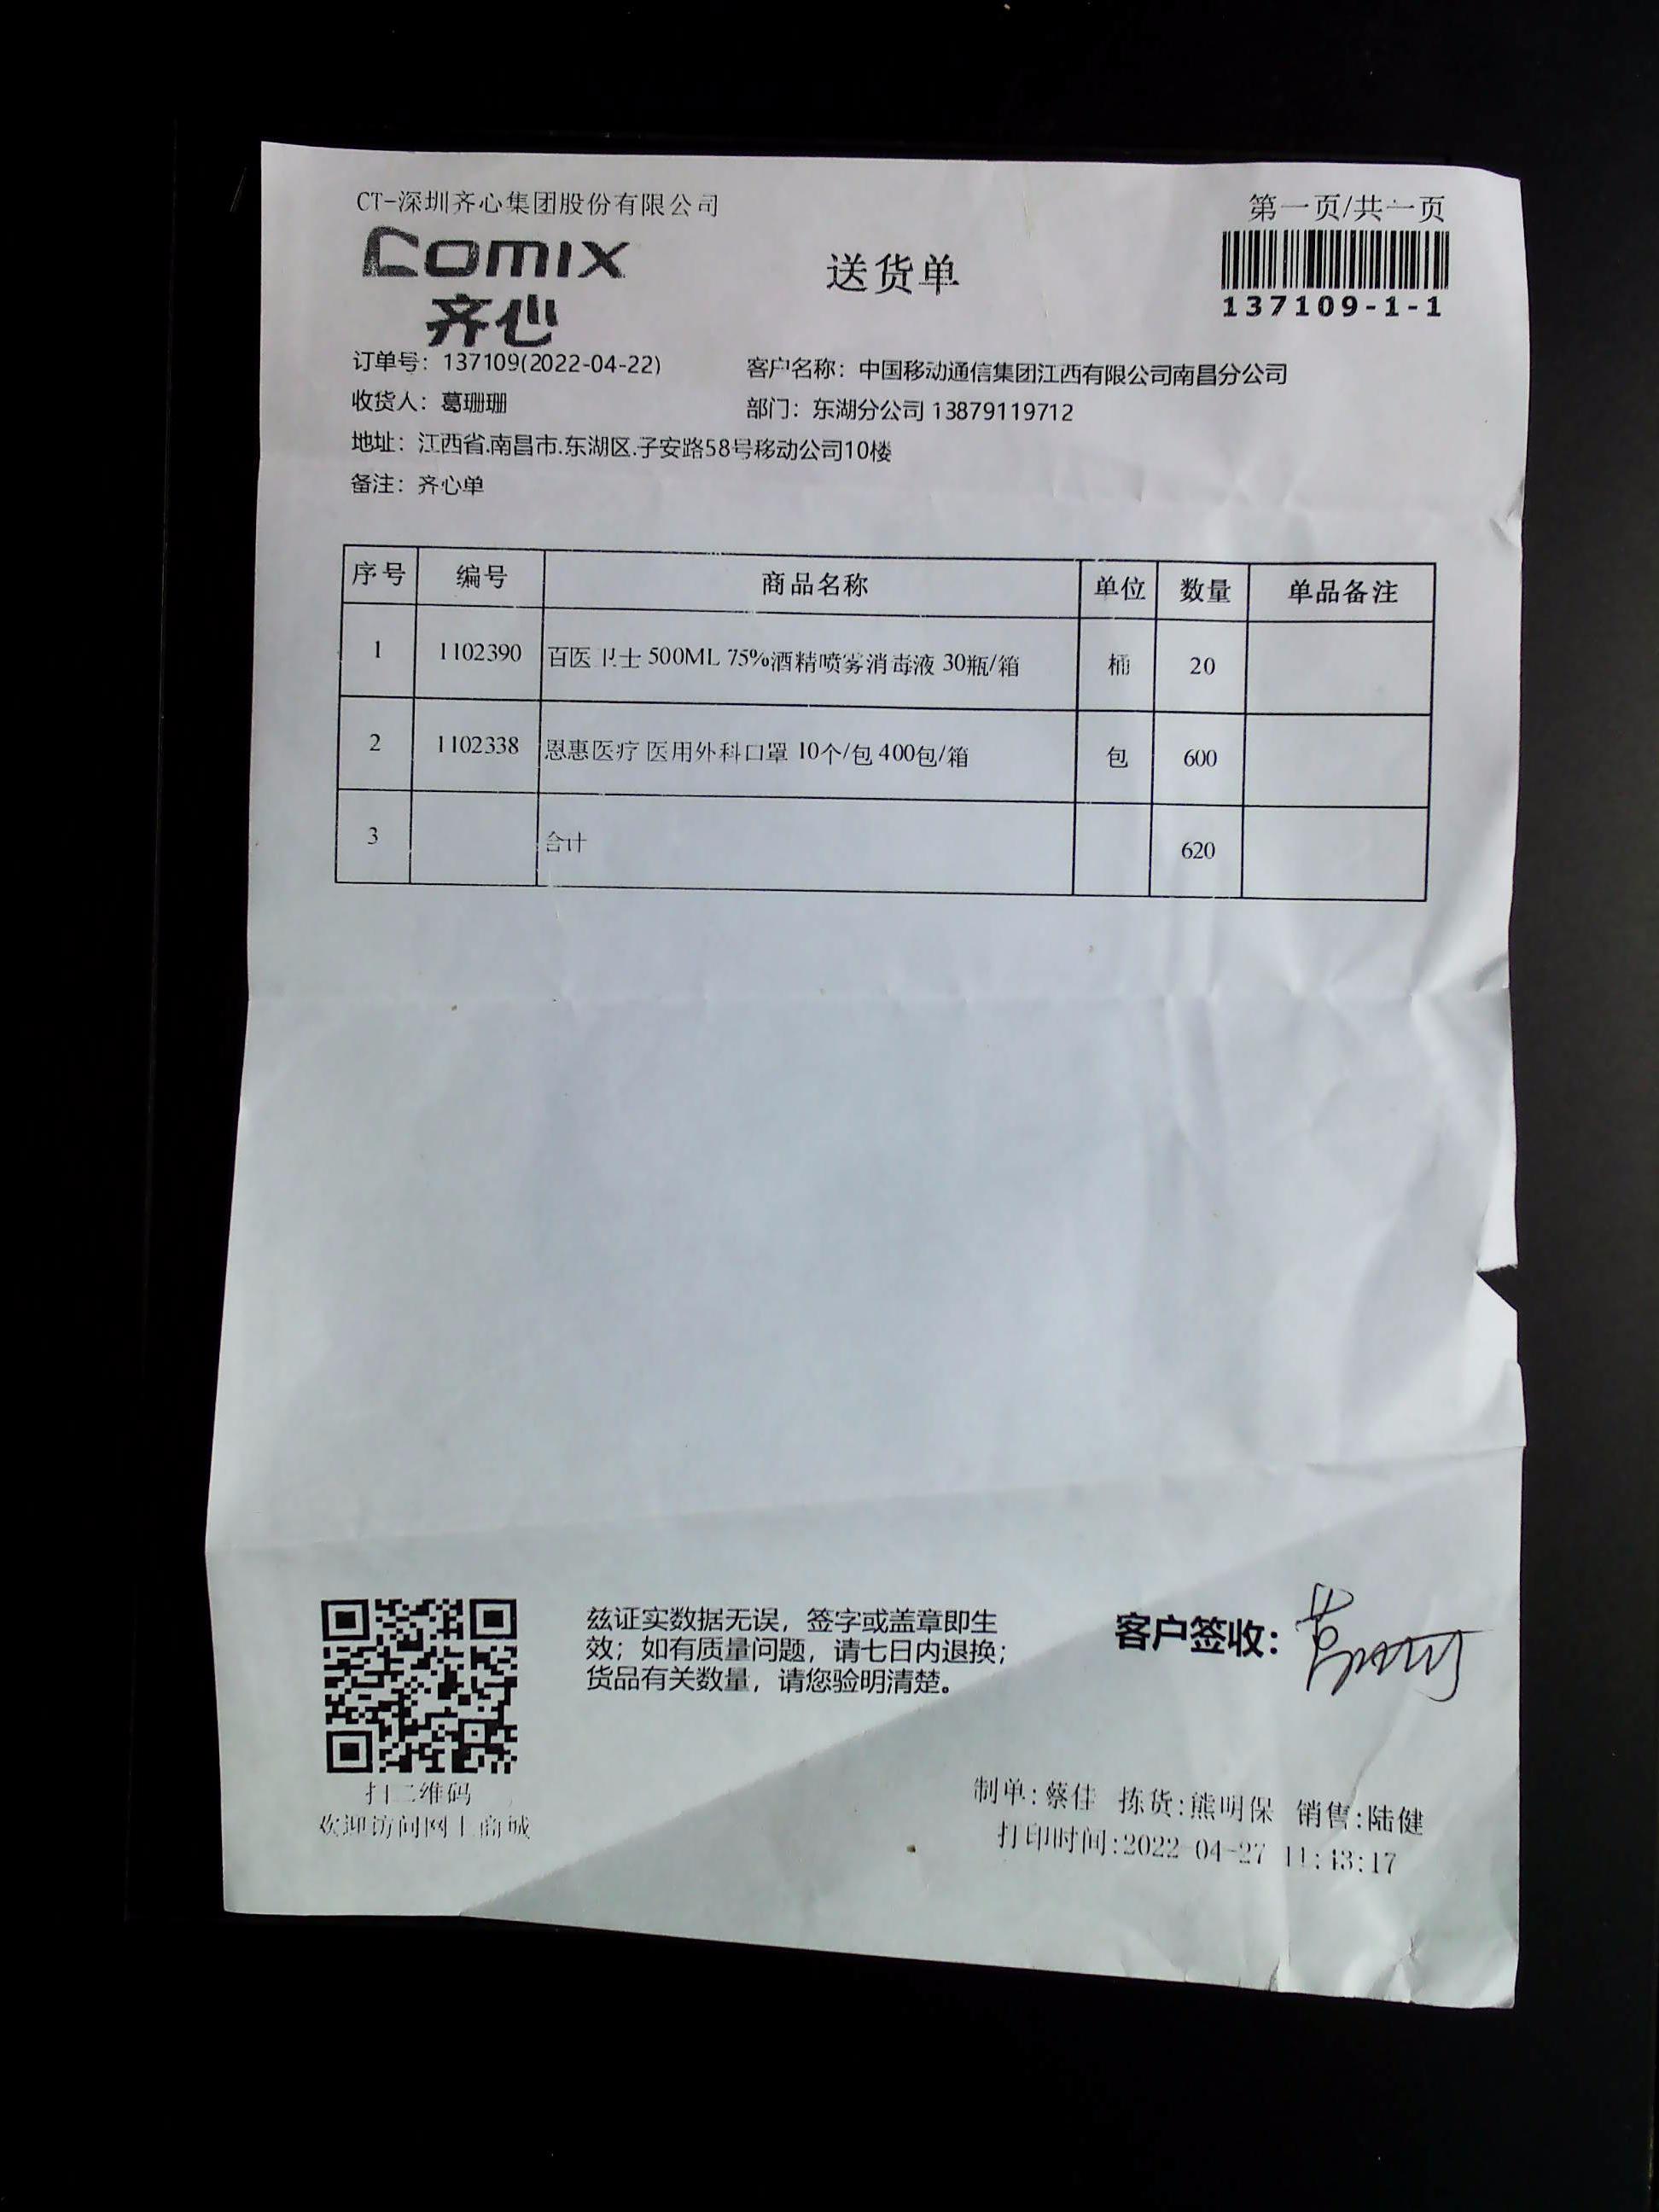 CT-深圳齐心集团股份有限公司
第一页/共一页
comix
齐心
送货单
137109-1-1
订单号：137109(2022-04-22)
客户名称：中国移动通信集团江西有限公司南昌分公司
收货人：葛珊珊
部门：东湖分公司 13879119712
地址：江西省.南昌市.东湖区.子安路58号移动公司10楼
备注：齐心单
序号 编号 商品名称 单位 数量 单品备注
1 1102390 百医卫士 500ML 75%酒精喷雾消毒液 30瓶/箱 桶 20
2 1102338 恩惠医疗 医用外科口罩 10个/包 400包/箱 包 600
3 合计 620
兹证实数据无误，签字或盖章即生
效；如有质量问题，请七日内退换；
货品有关数量，请您验明清楚。
客户签收：葛珊珊
扫二维码
欢迎访问网上商城
制单:蔡佳 拣货:熊明保 销售:陆健
打印时间:2022-04-27 11:43:17